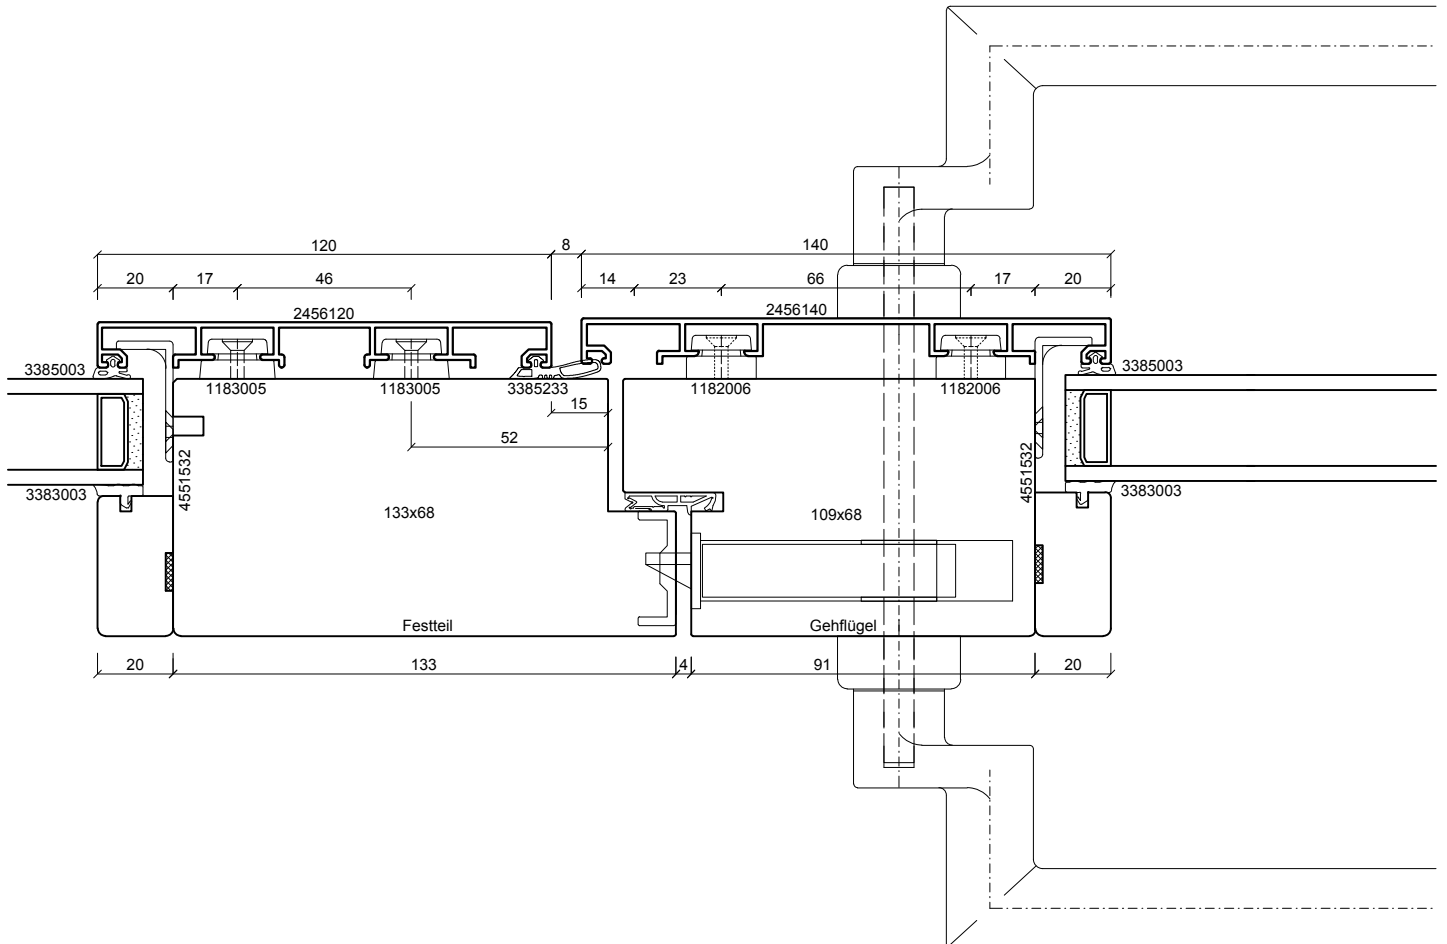 120 8 140
20 17 46 14 23 66 17 20
2456120 2456140
3385003 1183005 1183005 3385233 1182006 1182006 3385003
15
52
4551532 4551532
3383003 3383003
133x68 109x68
Festteil Gehflügel
20 133 4 91 20